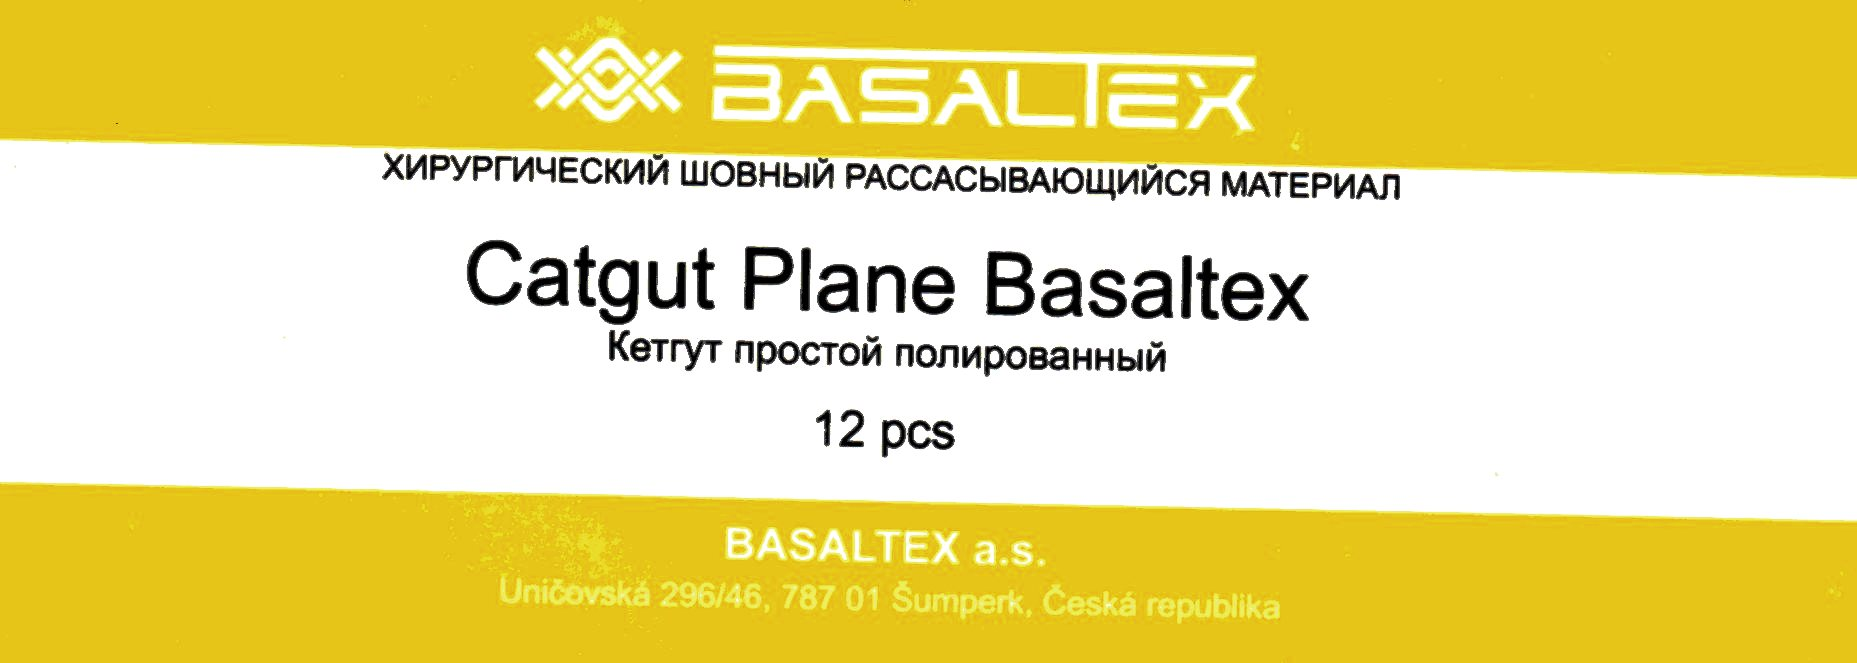 BASALTEX
ХИРУРГИЧЕСКИЙ ШОВНЫЙ РАССАСЫВАЮЩИЙСЯ МАТЕРИАЛ
Catgut Plane Basaltex
Кетгут простой полированный
12 pcs
BASALTEX a.s.
Uničovská 296/46, 787 01 Šumperk, Česká republika